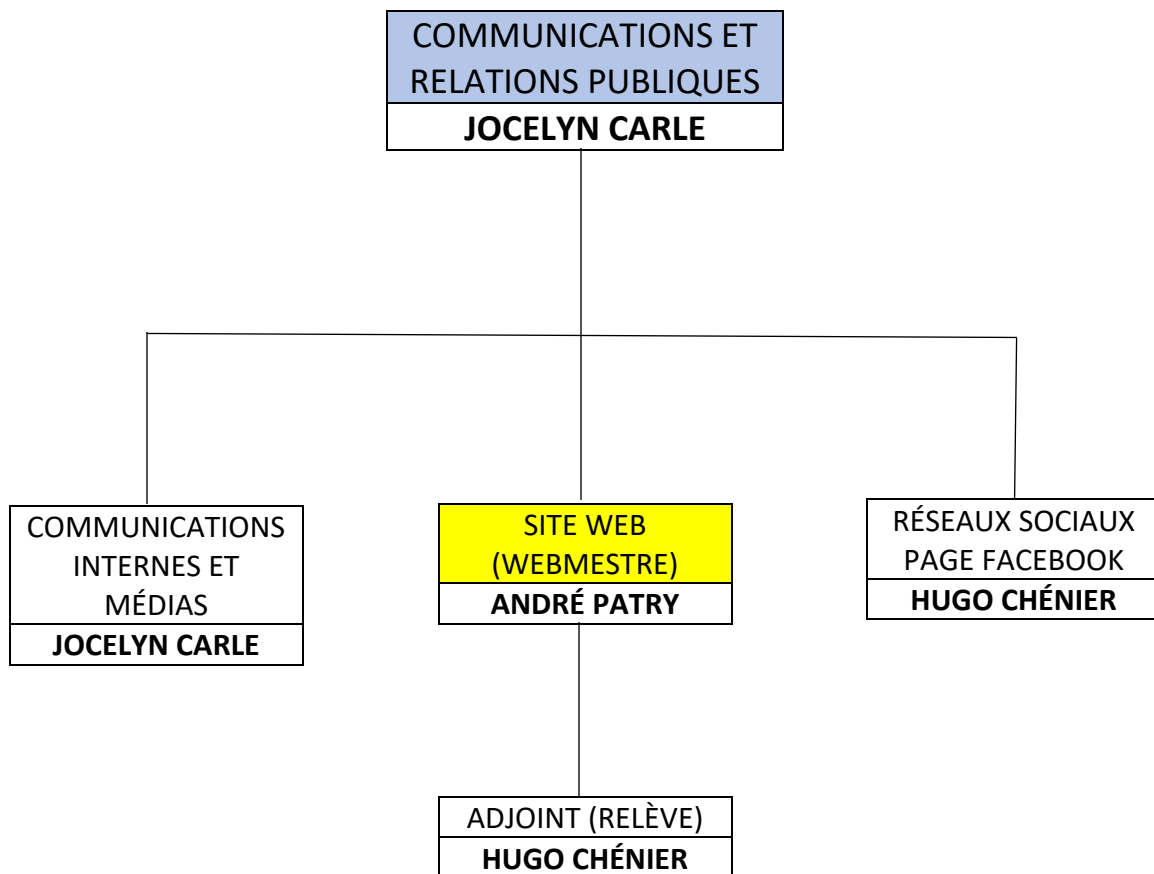 COMMUNICATIONS ET
RELATIONS PUBLIQUES
JOCELYN CARLE
COMMUNICATIONS
INTERNES ET
MÉDIAS
JOCELYN CARLE
SITE WEB
(WEBMESTRE)
ANDRÉ PATRY
RÉSEAUX SOCIAUX
PAGE FACEBOOK
HUGO CHÉNIER
ADJOINT (RELÈVE)
HUGO CHÉNIER